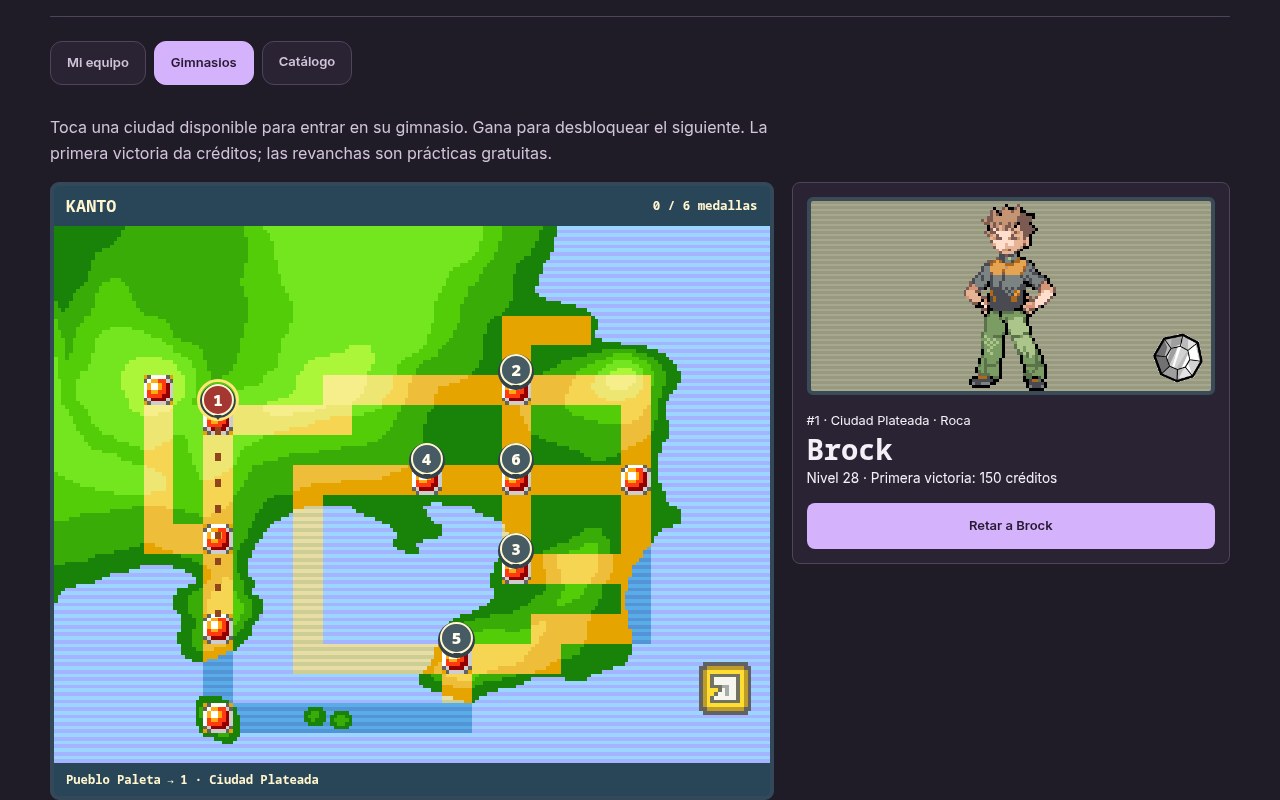 Mi equipo
Gimnasios
Catálogo
Toca una ciudad disponible para entrar en su gimnasio. Gana para desbloquear el siguiente. La
primera victoria da créditos; las revanchas son prácticas gratuitas.
KANTO
0 / 6 medallas
2
1
4
6
3
5
Pueblo Paleta → 1 · Ciudad Plateada
#1 · Ciudad Plateada · Roca
Brock
Nivel 28 · Primera victoria: 150 créditos
Retar a Brock